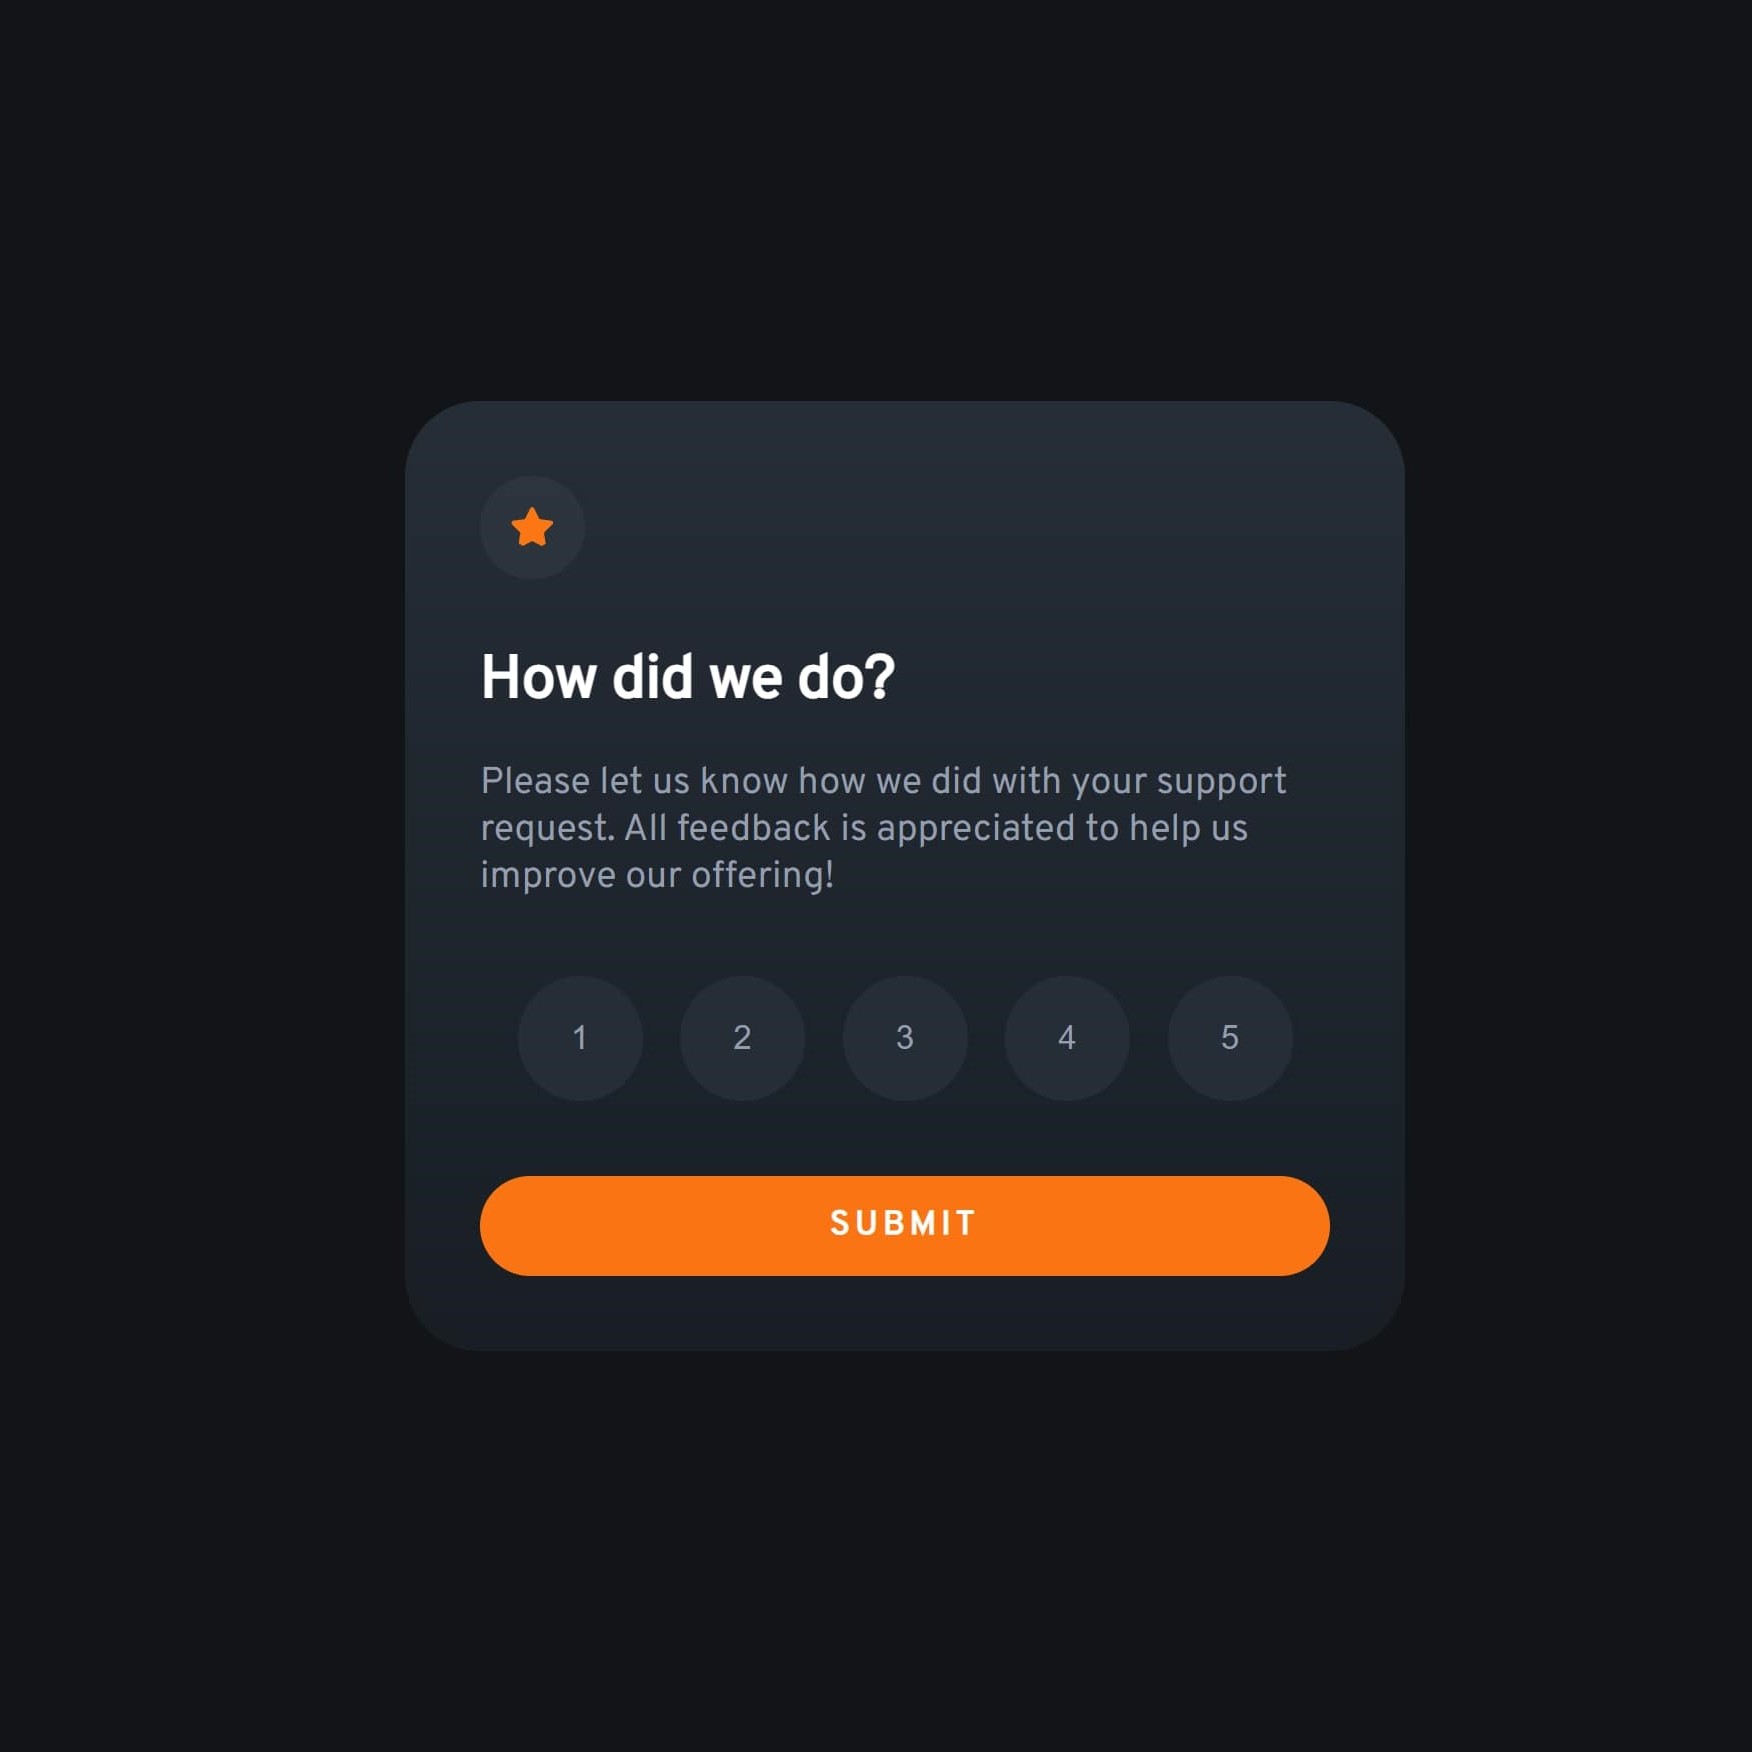 How did we do?
Please let us know how we did with your support
request. All feedback is appreciated to help us
improve our offering!
1 2 3 4 5
SUBMIT